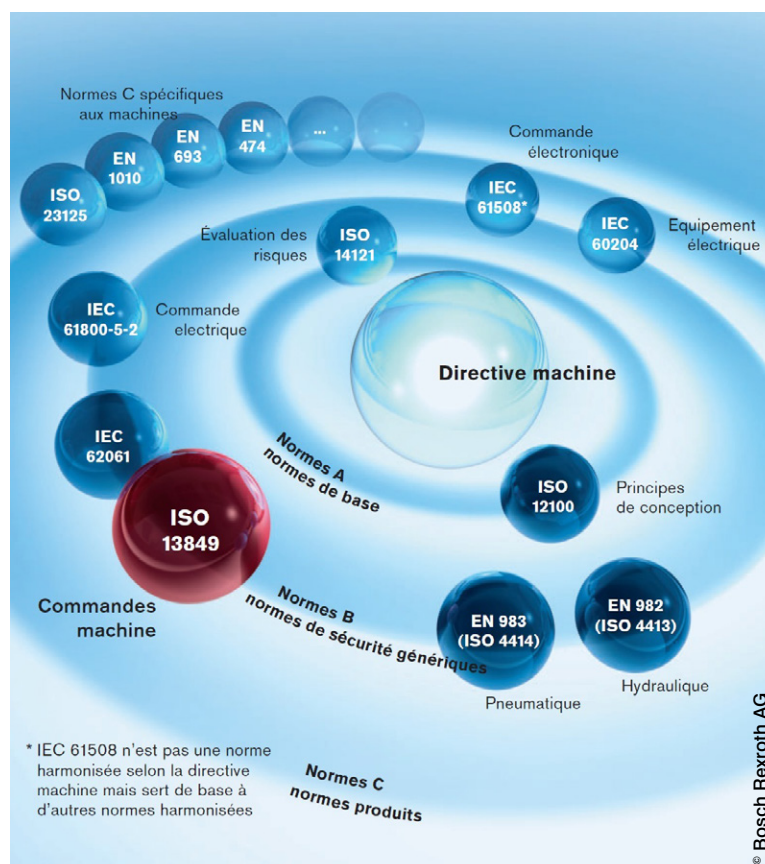 Normes C spécifiques
aux machines
EN
474
...
EN
693
EN
1010
ISO
23125
Commande
électronique
IEC
61508*
IEC
60204
Equipement
électrique
Évaluation des
risques
ISO
14121
IEC
61800-5-2
Commande
electrique
Directive machine
IEC
62061
Normes A
normes de base
ISO
12100
Principes
de conception
ISO
13849
Commandes
machine
Normes B
normes de sécurité génériques
EN 983
(ISO 4414)
Pneumatique
EN 982
(ISO 4413)
Hydraulique
* IEC 61508 n'est pas une norme
harmonisée selon la directive
machine mais sert de base à
d'autres normes harmonisées
Normes C
normes produits
© Bosch Rexroth AG